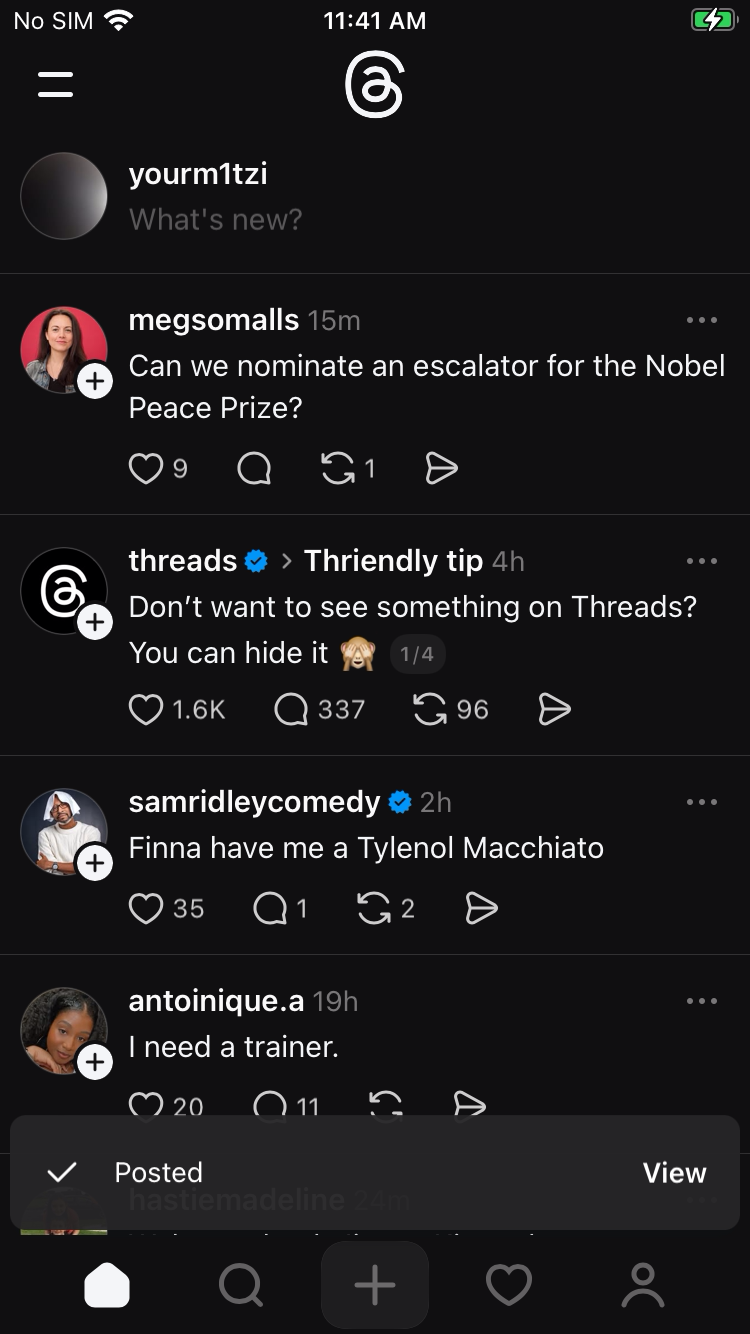 No SIM 11:41 AM
yourm1tzi
What's new?
megsomalls 15m
Can we nominate an escalator for the Nobel
Peace Prize?
9 1
threads > Thriendly tip 4h
Don’t want to see something on Threads?
You can hide it 🙈 1/4
1.6K 337 96
samridleycomedy 2h
Finna have me a Tylenol Macchiato
35 1 2
antoinique.a 19h
I need a trainer.
20 11
Posted View
hastiemadeline 24m